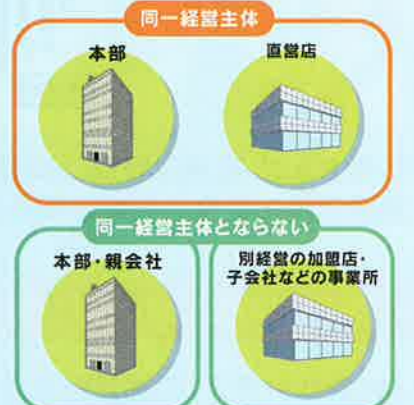 同一経営主体
本部
直営店
同一経営主体とならない
本部・親会社
別経営の加盟店・
子会社などの事業所